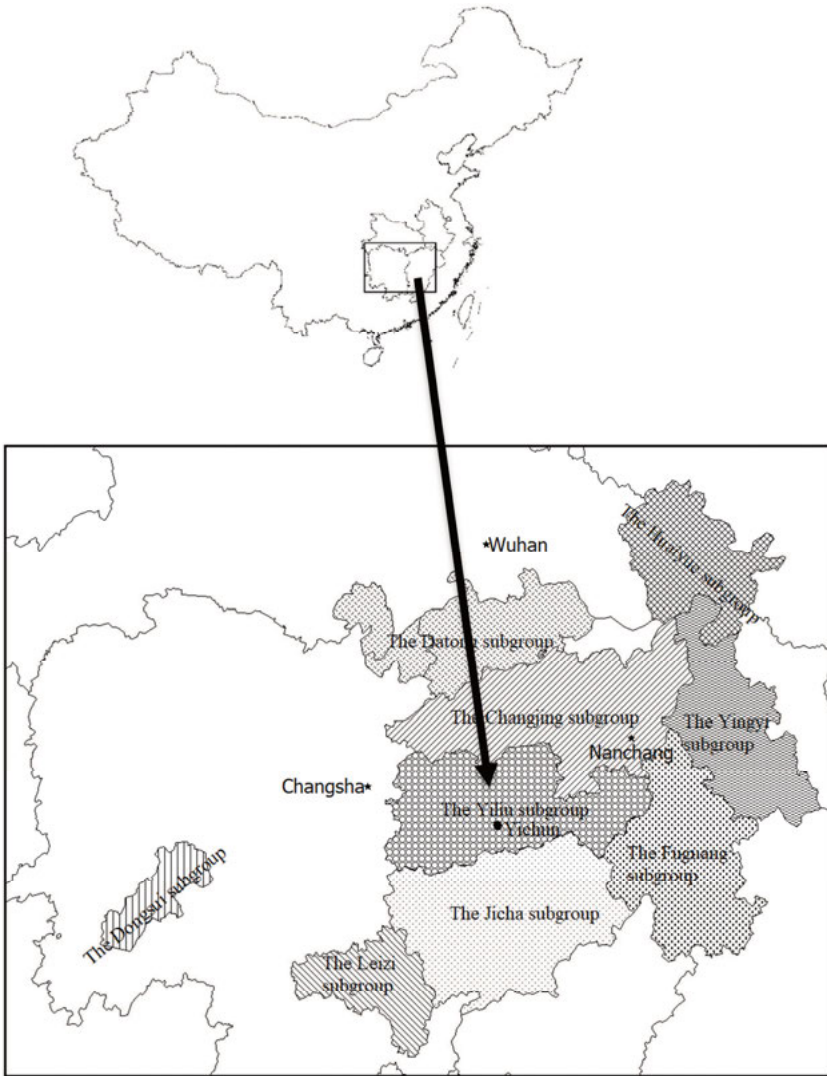 Wuhan
The Huaiyue subgroup
The Datong subgroup
The Changjing subgroup
The Yingyi
subgroup
Nanchang
Changsha
The Yiliu subgroup
Yichun
The Fuguang
subgroup
The Dongsui subgroup
The Jicha subgroup
The Leizi
subgroup